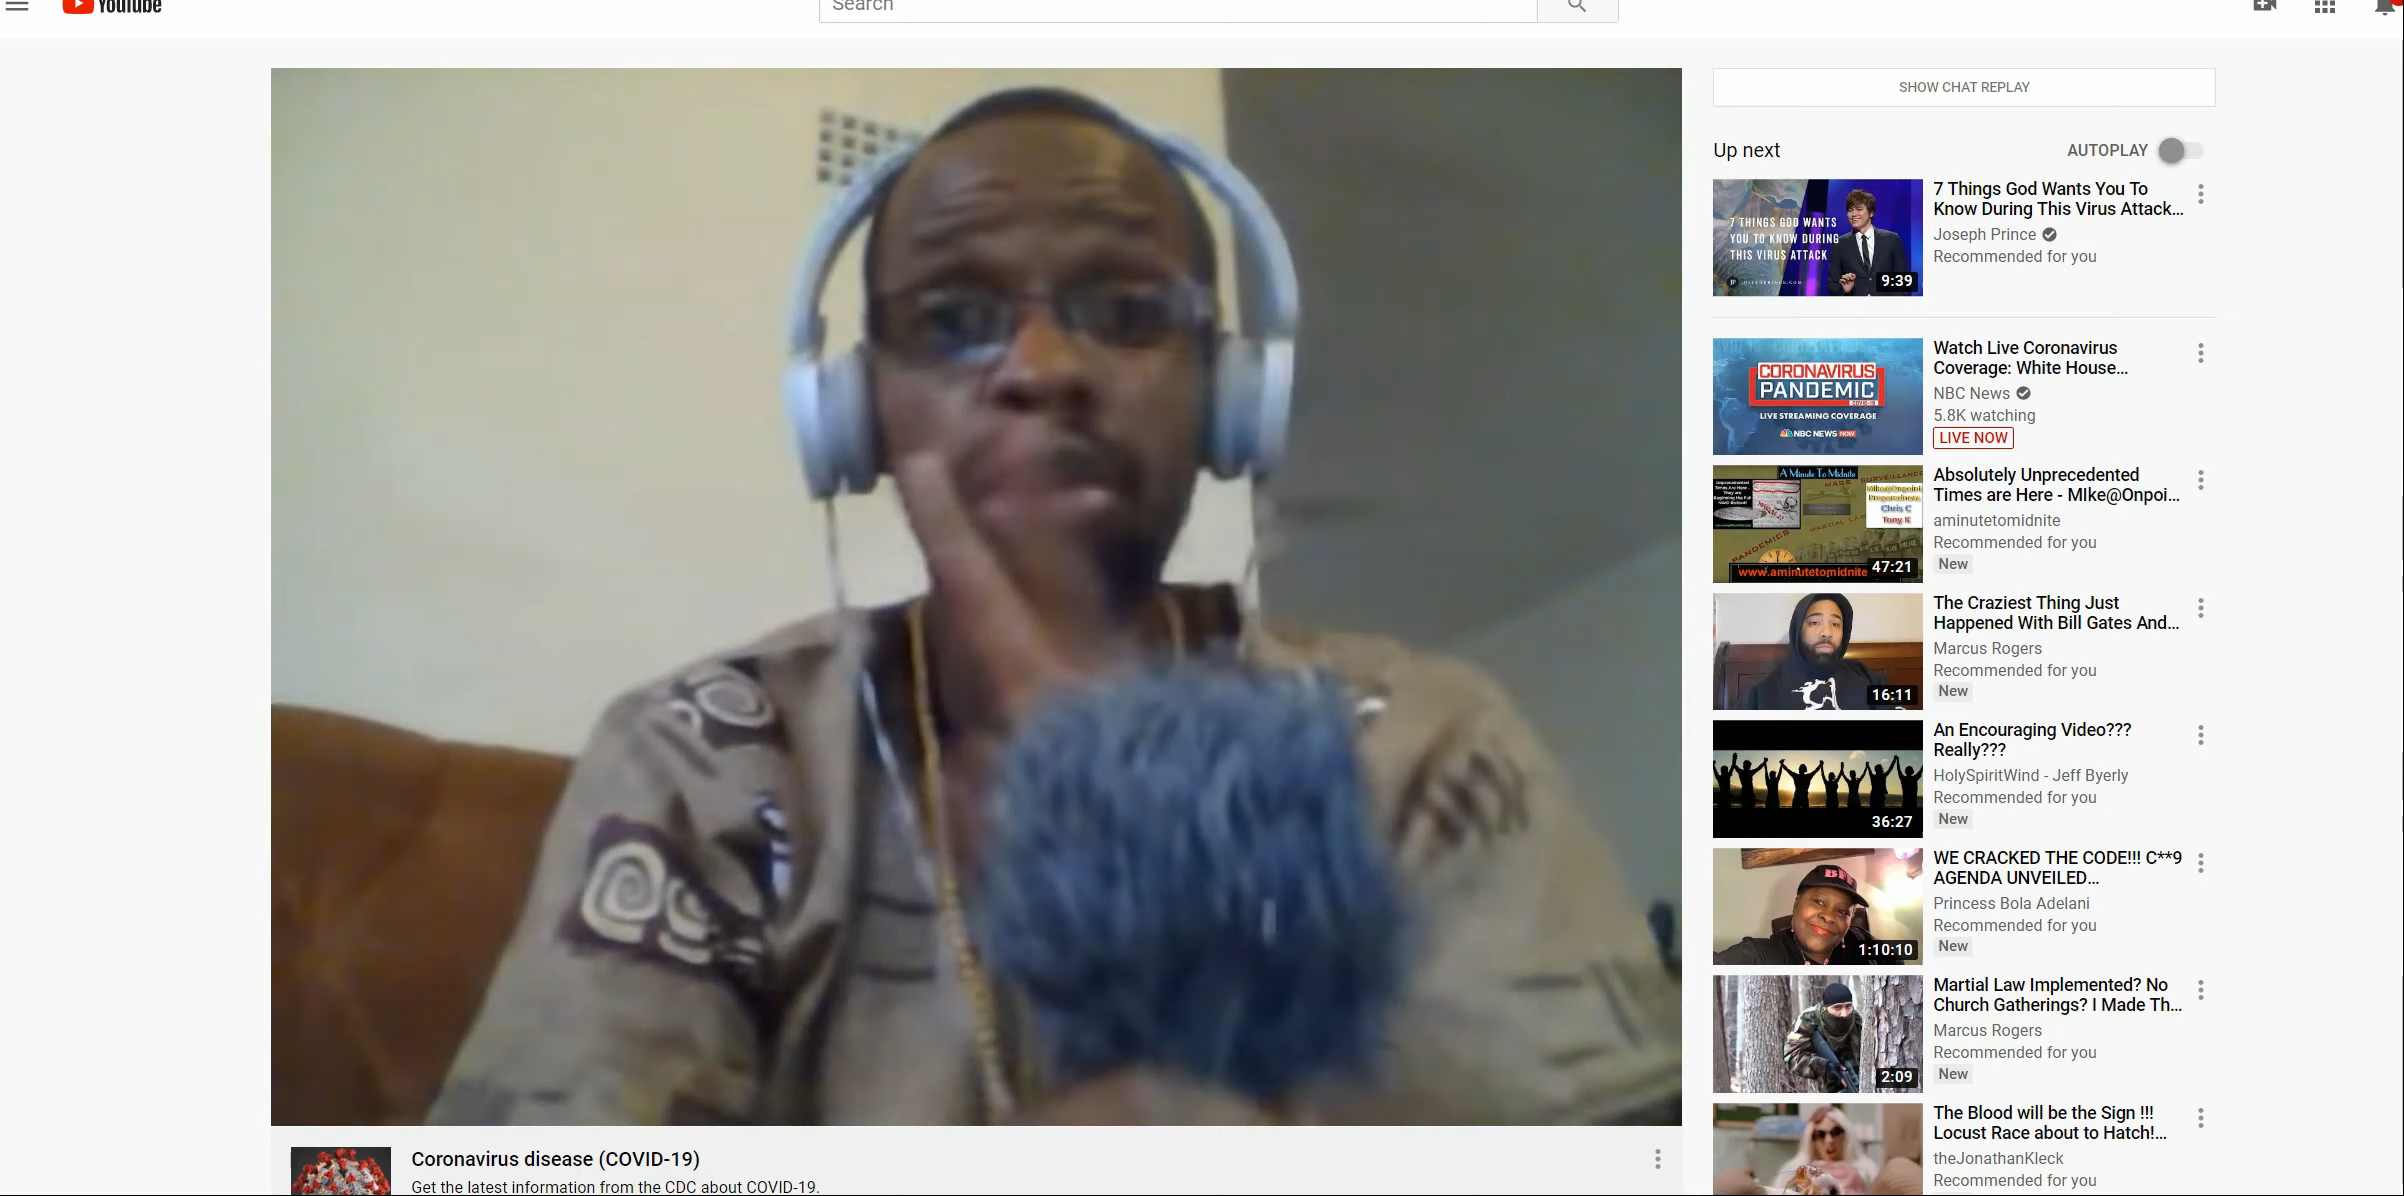 YouTube
Search
SHOW CHAT REPLAY
Up next
AUTOPLAY
7 THINGS GOD WANTS
YOU TO KNOW DURING
THIS VIRUS ATTACK
9:39
7 Things God Wants You To
Know During This Virus Attack...
Joseph Prince
Recommended for you
CORONAVIRUS
PANDEMIC
LIVE STREAMING COVERAGE
NBC NEWS NOW
Watch Live Coronavirus
Coverage: White House...
NBC News
5.8K watching
LIVE NOW
A Minute To Midnite
MASS SURVEILLANCE
Chris C
Tony K
MARTIAL LAW
PANDEMICS
www.aminutetomidnite
47:21
Absolutely Unprecedented
Times are Here - MIke@Onpoi...
aminutetomidnite
Recommended for you
New
16:11
The Craziest Thing Just
Happened With Bill Gates And...
Marcus Rogers
Recommended for you
New
36:27
An Encouraging Video???
Really???
HolySpiritWind - Jeff Byerly
Recommended for you
New
1:10:10
WE CRACKED THE CODE!!! C**9
AGENDA UNVEILED...
Princess Bola Adelani
Recommended for you
New
2:09
Martial Law Implemented? No
Church Gatherings? I Made Th...
Marcus Rogers
Recommended for you
New
The Blood will be the Sign !!!
Locust Race about to Hatch!...
theJonathanKleck
Recommended for you
Coronavirus disease (COVID-19)
Get the latest information from the CDC about COVID-19.